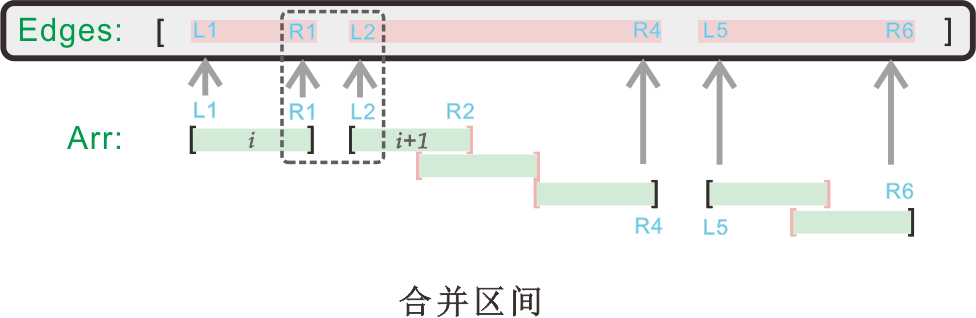 Edges: [ L1 R1 L2 R4 L5 R6 ]
L1 R1 L2 R2
Arr: [ i ] [ i+1 ]
[ ]
[ ] [ ] R6
R4 L5 [ ]
合并区间